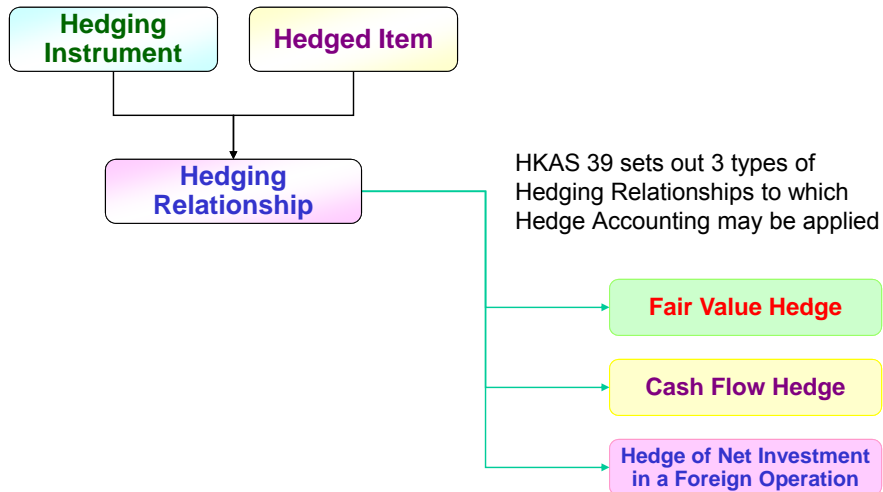 Hedging
Instrument
Hedged Item
Hedging
Relationship
HKAS 39 sets out 3 types of
Hedging Relationships to which
Hedge Accounting may be applied
Fair Value Hedge
Cash Flow Hedge
Hedge of Net Investment
in a Foreign Operation